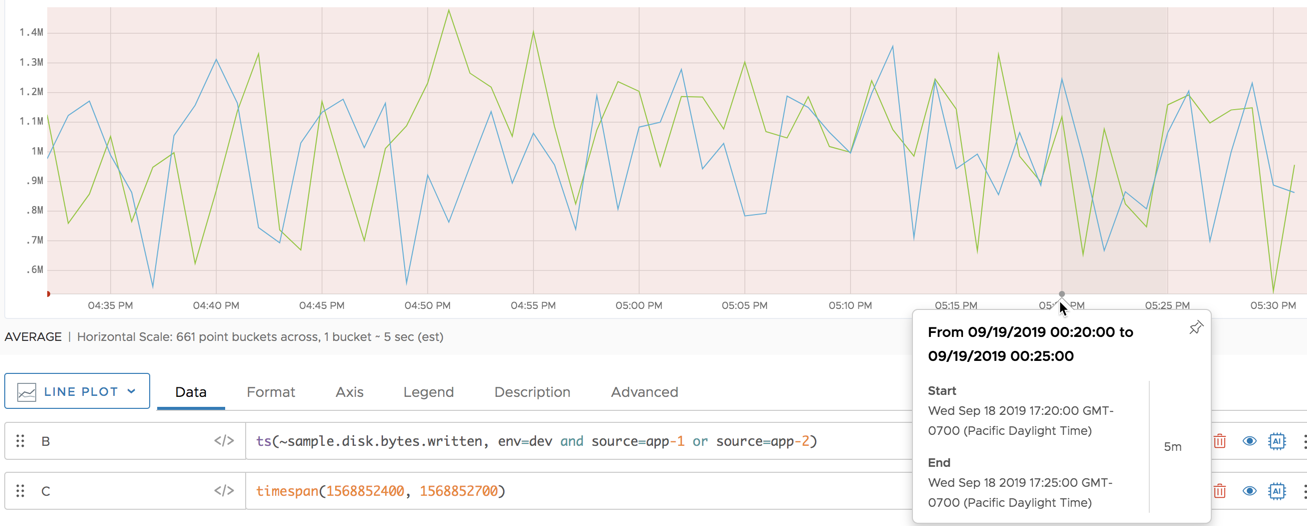 1.4M
1.3M
1.2M
1.1M
1M
.9M
.8M
.7M
.6M
04:35 PM 04:40 PM 04:45 PM 04:50 PM 04:55 PM 05:00 PM 05:05 PM 05:10 PM 05:15 PM PM 05:25 PM 05:30 PM
AVERAGE | Horizontal Scale: 661 point buckets across, 1 bucket ~ 5 sec (est)
From 09/19/2019 00:20:00 to
09/19/2019 00:25:00
Start
Wed Sep 18 2019 17:20:00 GMT-
0700 (Pacific Daylight Time)
5m
End
Wed Sep 18 2019 17:25:00 GMT-
0700 (Pacific Daylight Time)
LINE PLOT Data Format Axis Legend Description Advanced
B </> ts(~sample.disk.bytes.written, env=dev and source=app-1 or source=app-2) AI
C </> timespan(1568852400, 1568852700) AI